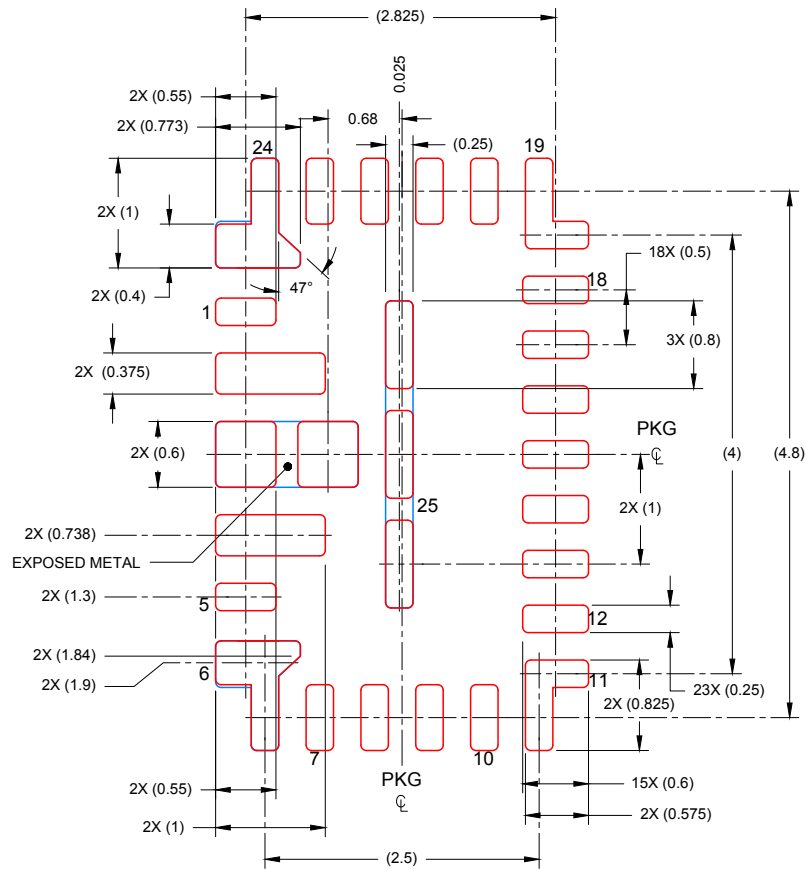 (2.825)
0.025
2X (0.55)
0.68
2X (0.773)
(0.25)
24
19
2X (1)
18X (0.5)
2X (0.4)
47°
18
1
3X (0.8)
2X (0.375)
PKG
℄
(4)
(4.8)
2X (0.6)
2X (1)
25
2X (0.738)
EXPOSED METAL
2X (1.3)
5
12
2X (1.84)
6
2X (1.9)
11
23X (0.25)
2X (0.825)
7
10
PKG
℄
2X (0.55)
15X (0.6)
2X (0.575)
2X (1)
(2.5)